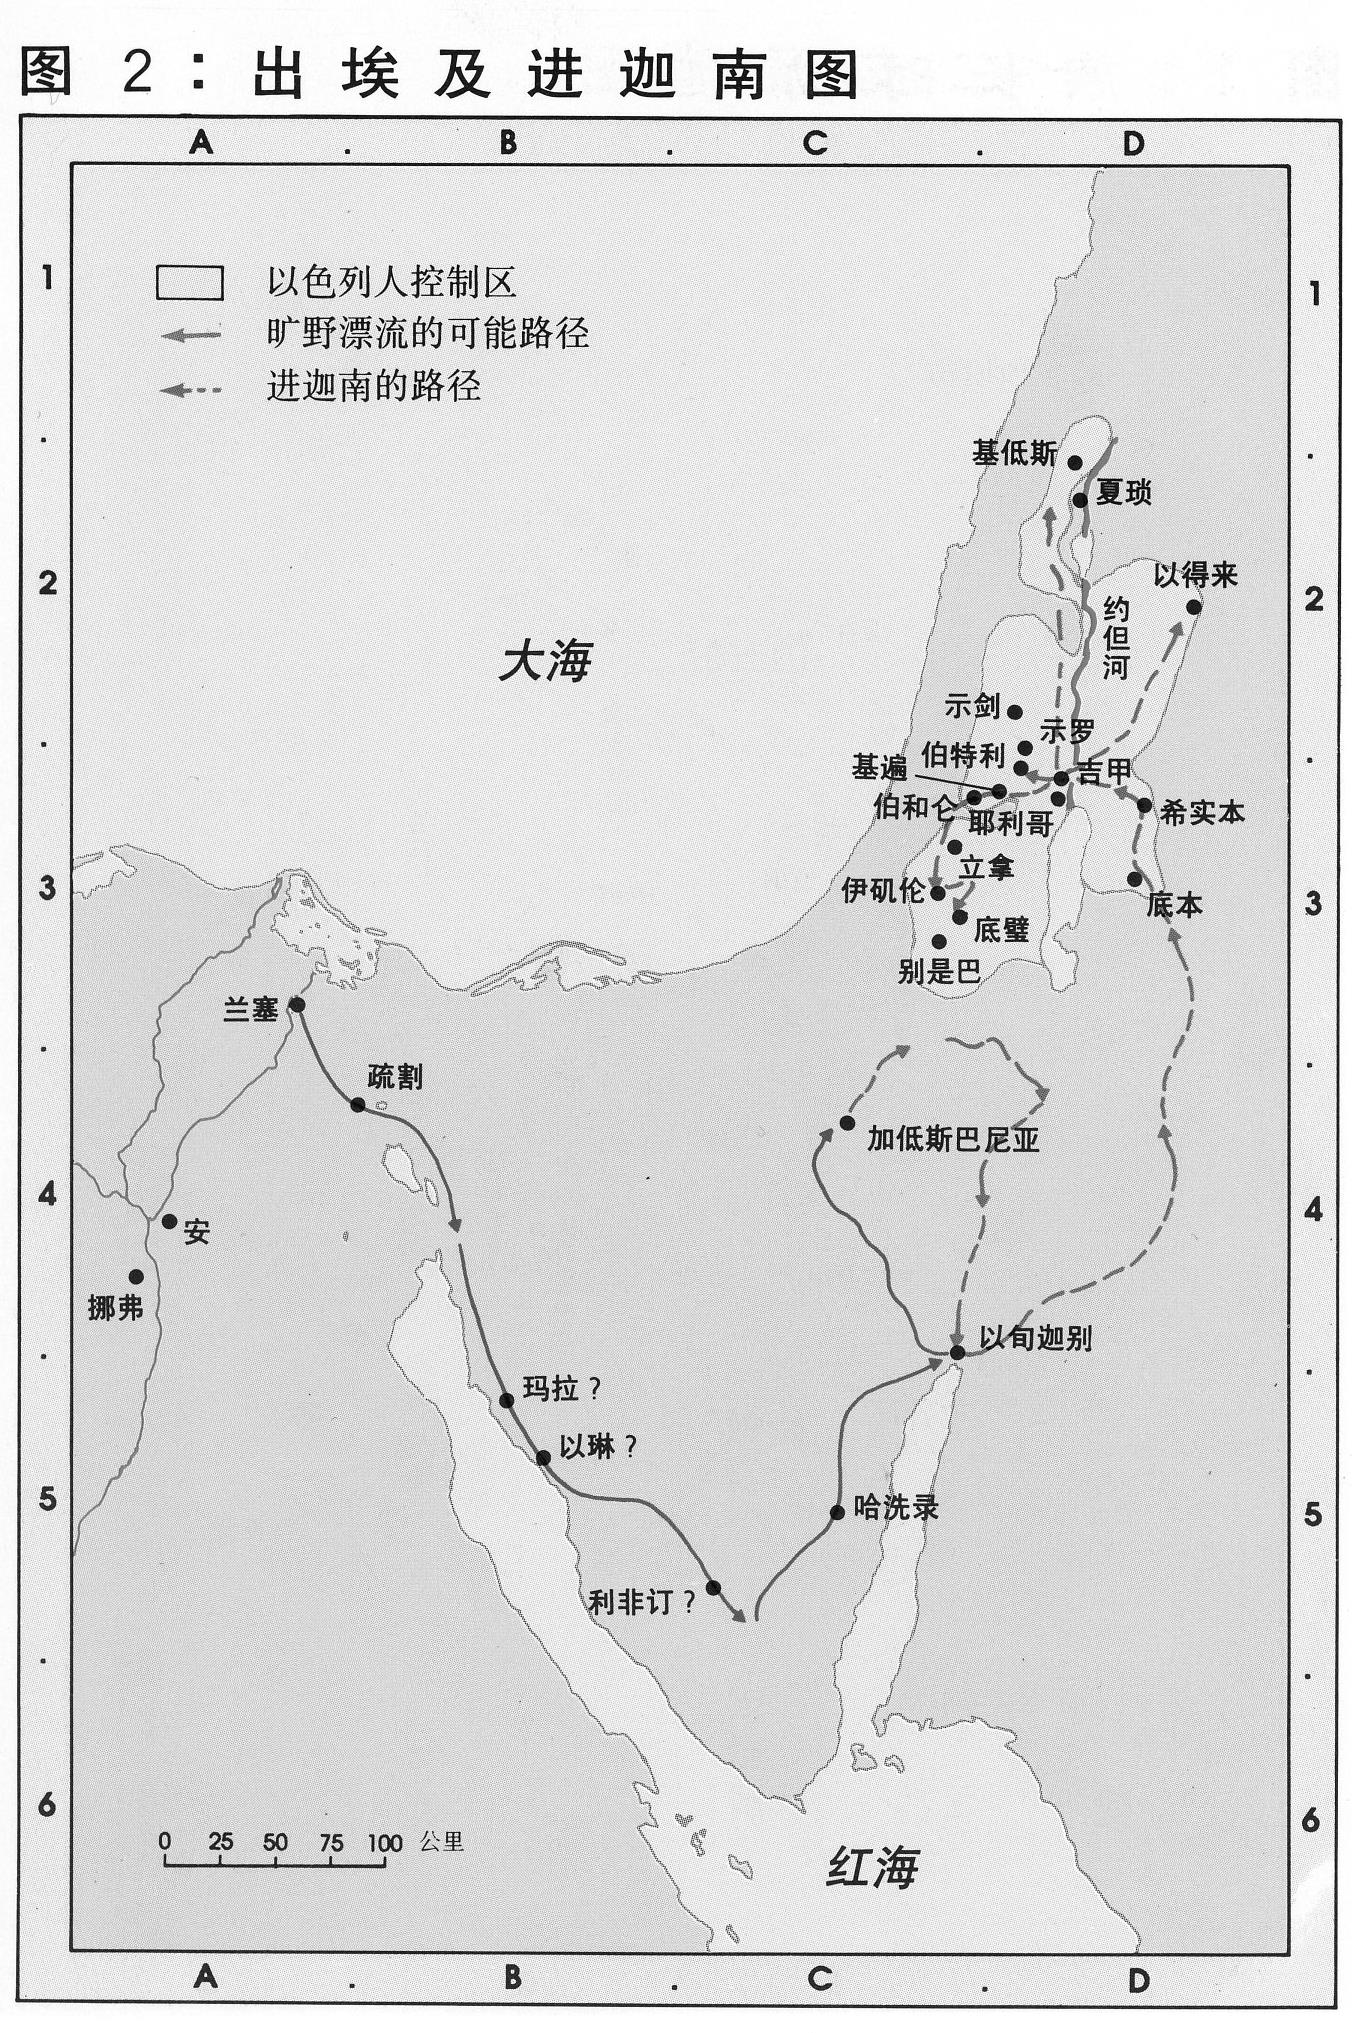 图 2：出埃及进迦南图
A . B . C . D
1
1
以色列人控制区
旷野漂流的可能路径
进迦南的路径
.
.
基低斯
夏琐
2
2
以得来
约但河
大海
示剑
示罗
.
.
伯特利
基遍
吉甲
伯和仑
耶利哥
希实本
立拿
3
3
伊矶伦
底本
底璧
别是巴
兰塞
.
.
疏割
加低斯巴尼亚
4
4
安
挪弗
以旬迦别
.
.
玛拉？
以琳？
5
5
哈洗录
利非订？
.
.
6
6
0 25 50 75 100 公里
红海
A . B . C . D